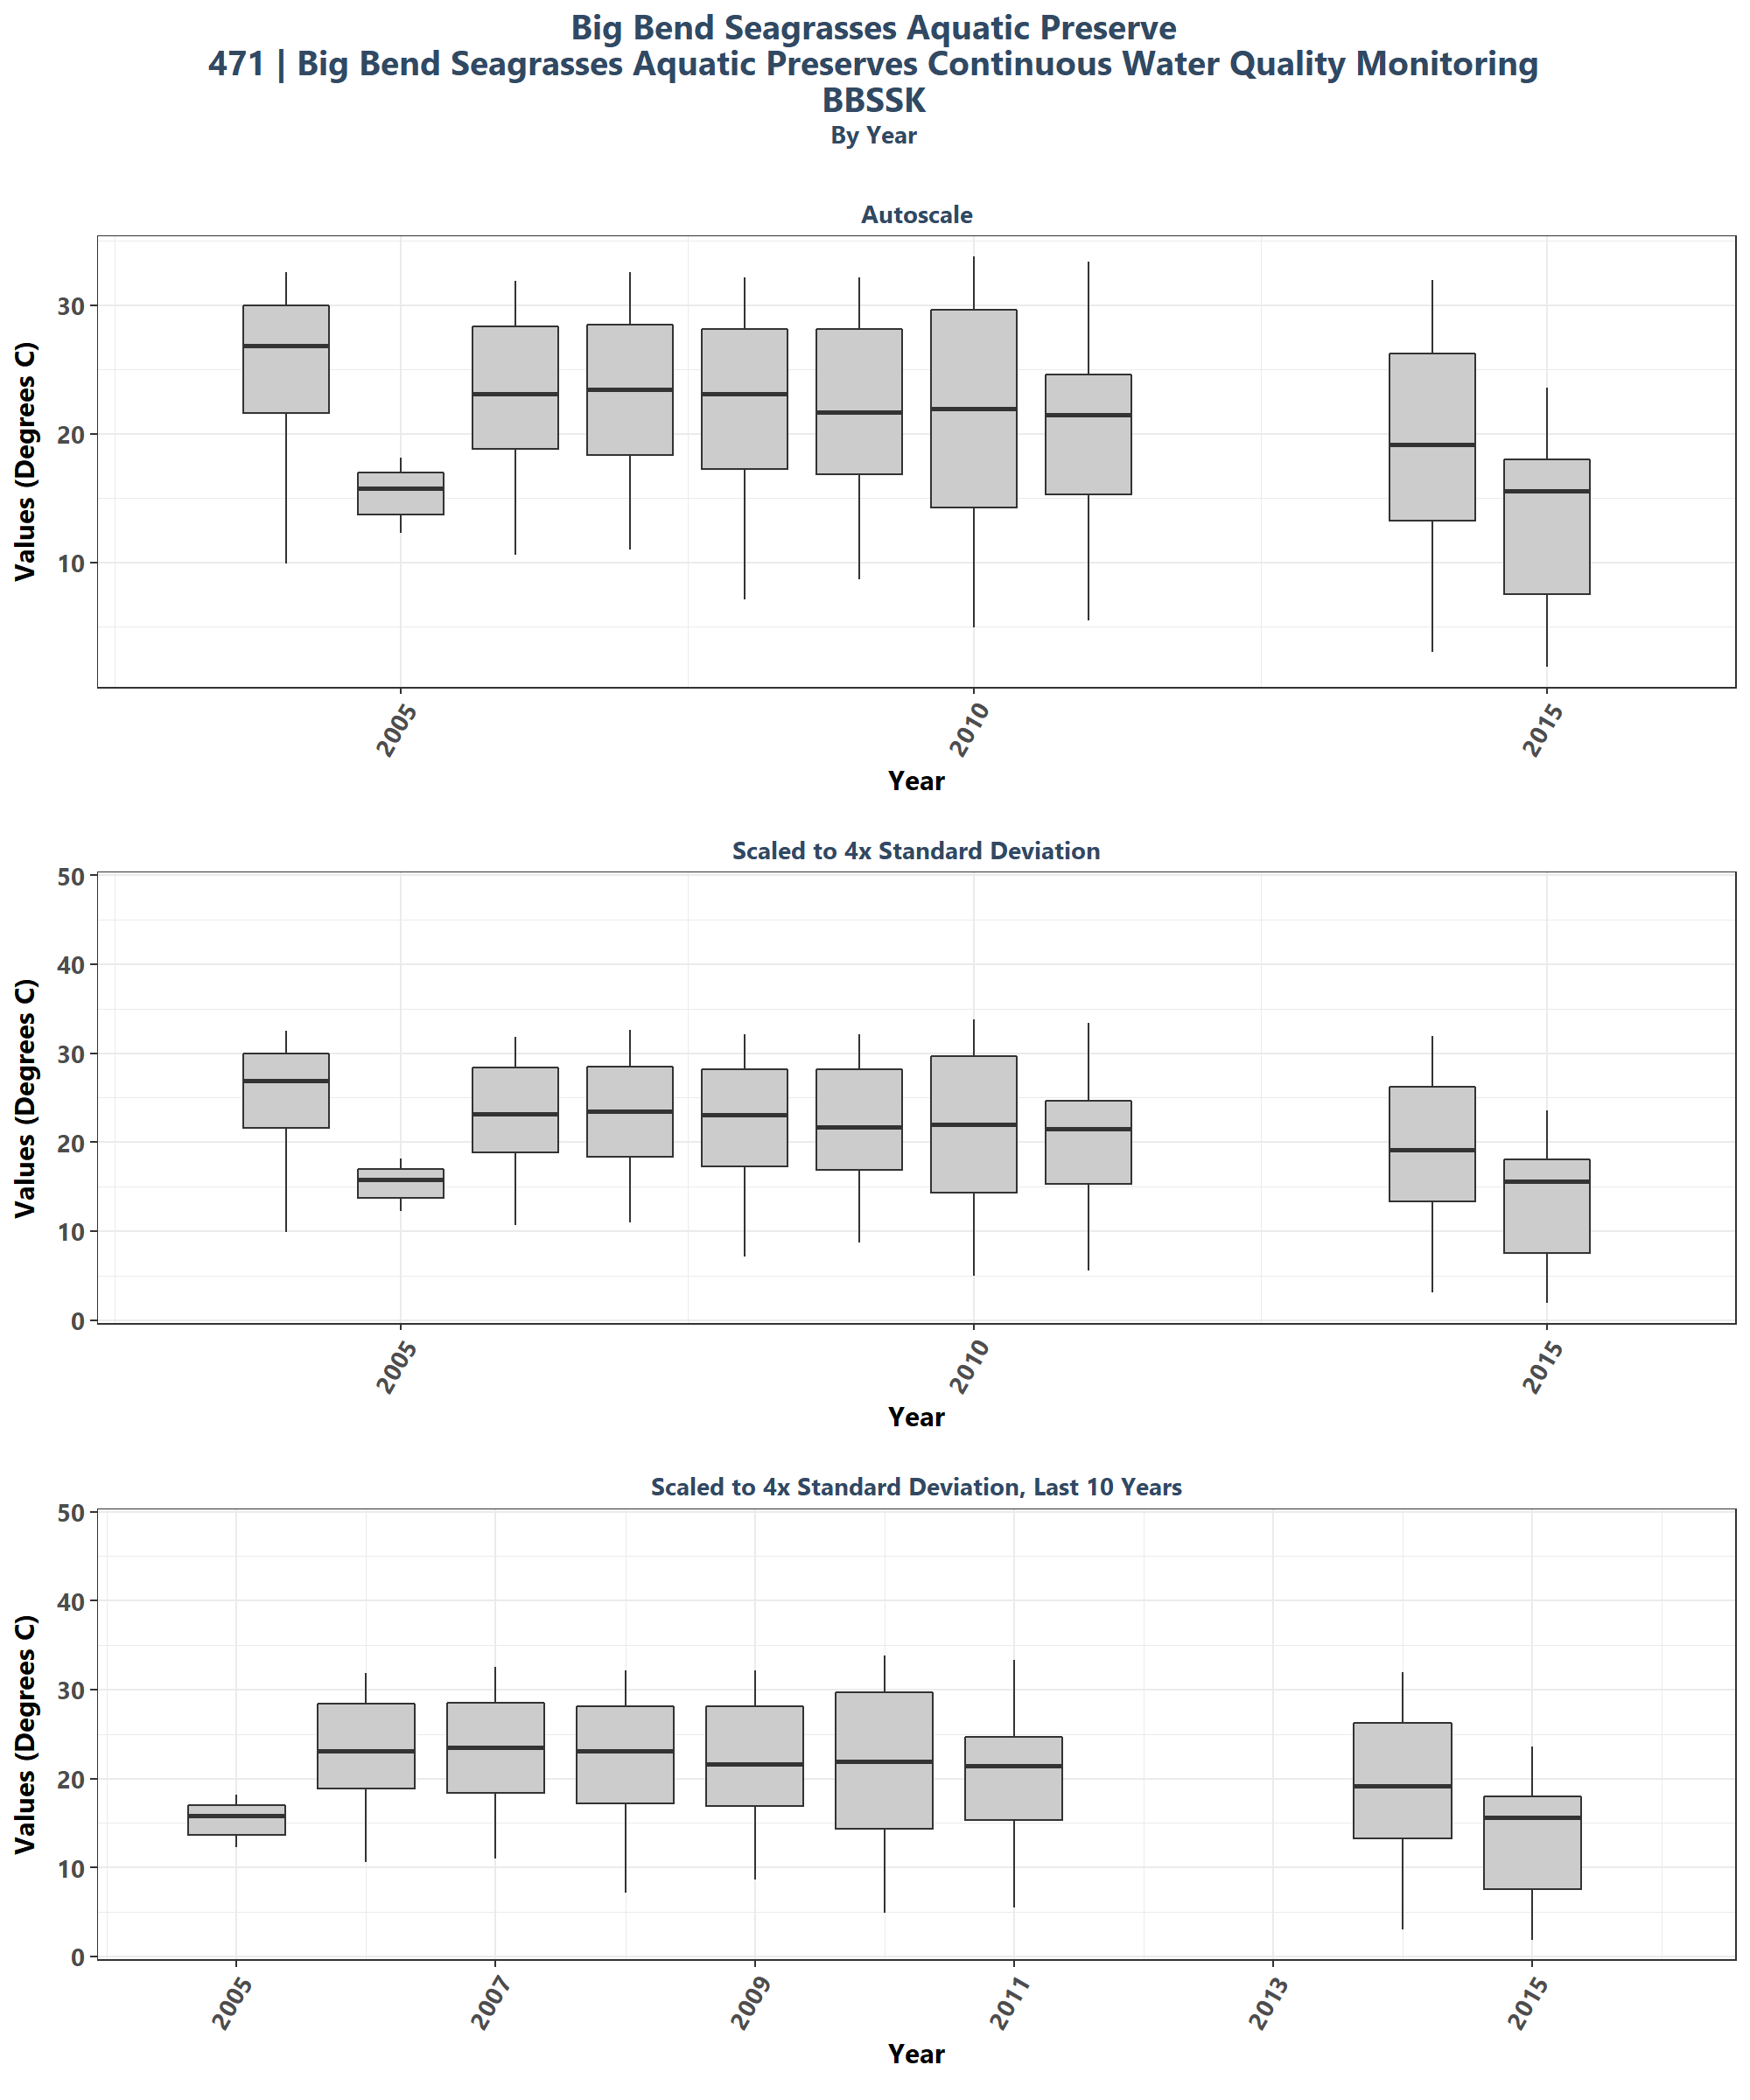 Big Bend Seagrasses Aquatic Preserve
471 | Big Bend Seagrasses Aquatic Preserves Continuous Water Quality Monitoring
BBSSK
By Year
Autoscale
Values (Degrees C)
30
20
10
2005
2010
2015
Year
Scaled to 4x Standard Deviation
Values (Degrees C)
50
40
30
20
10
0
2005
2010
2015
Year
Scaled to 4x Standard Deviation, Last 10 Years
Values (Degrees C)
50
40
30
20
10
0
2005
2007
2009
2011
2013
2015
Year